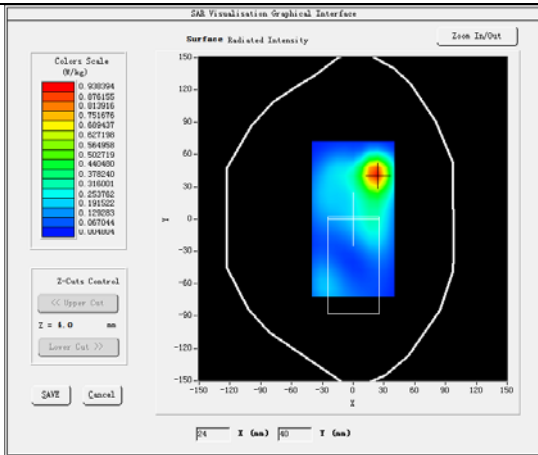 SAR Visualisation Graphical Interface
Surface Radiated Intensity
Zoom In/Out
Colors Scale
(W/kg)
0.938394
0.876155
0.813916
0.751676
0.689437
0.627198
0.564958
0.502719
0.440480
0.378240
0.316001
0.253762
0.191522
0.129283
0.067044
0.004804
Z-Cuts Control
<< Upper Cut
Z = 4.0 mm
Lower Cut >>
SAVE Cancel
150
120
90
60
30
0
-30
-60
-90
-120
-150
Y
-150 -120 -90 -60 -30 0 30 60 90 120 150
X
24 X (mm) 40 Y (mm)